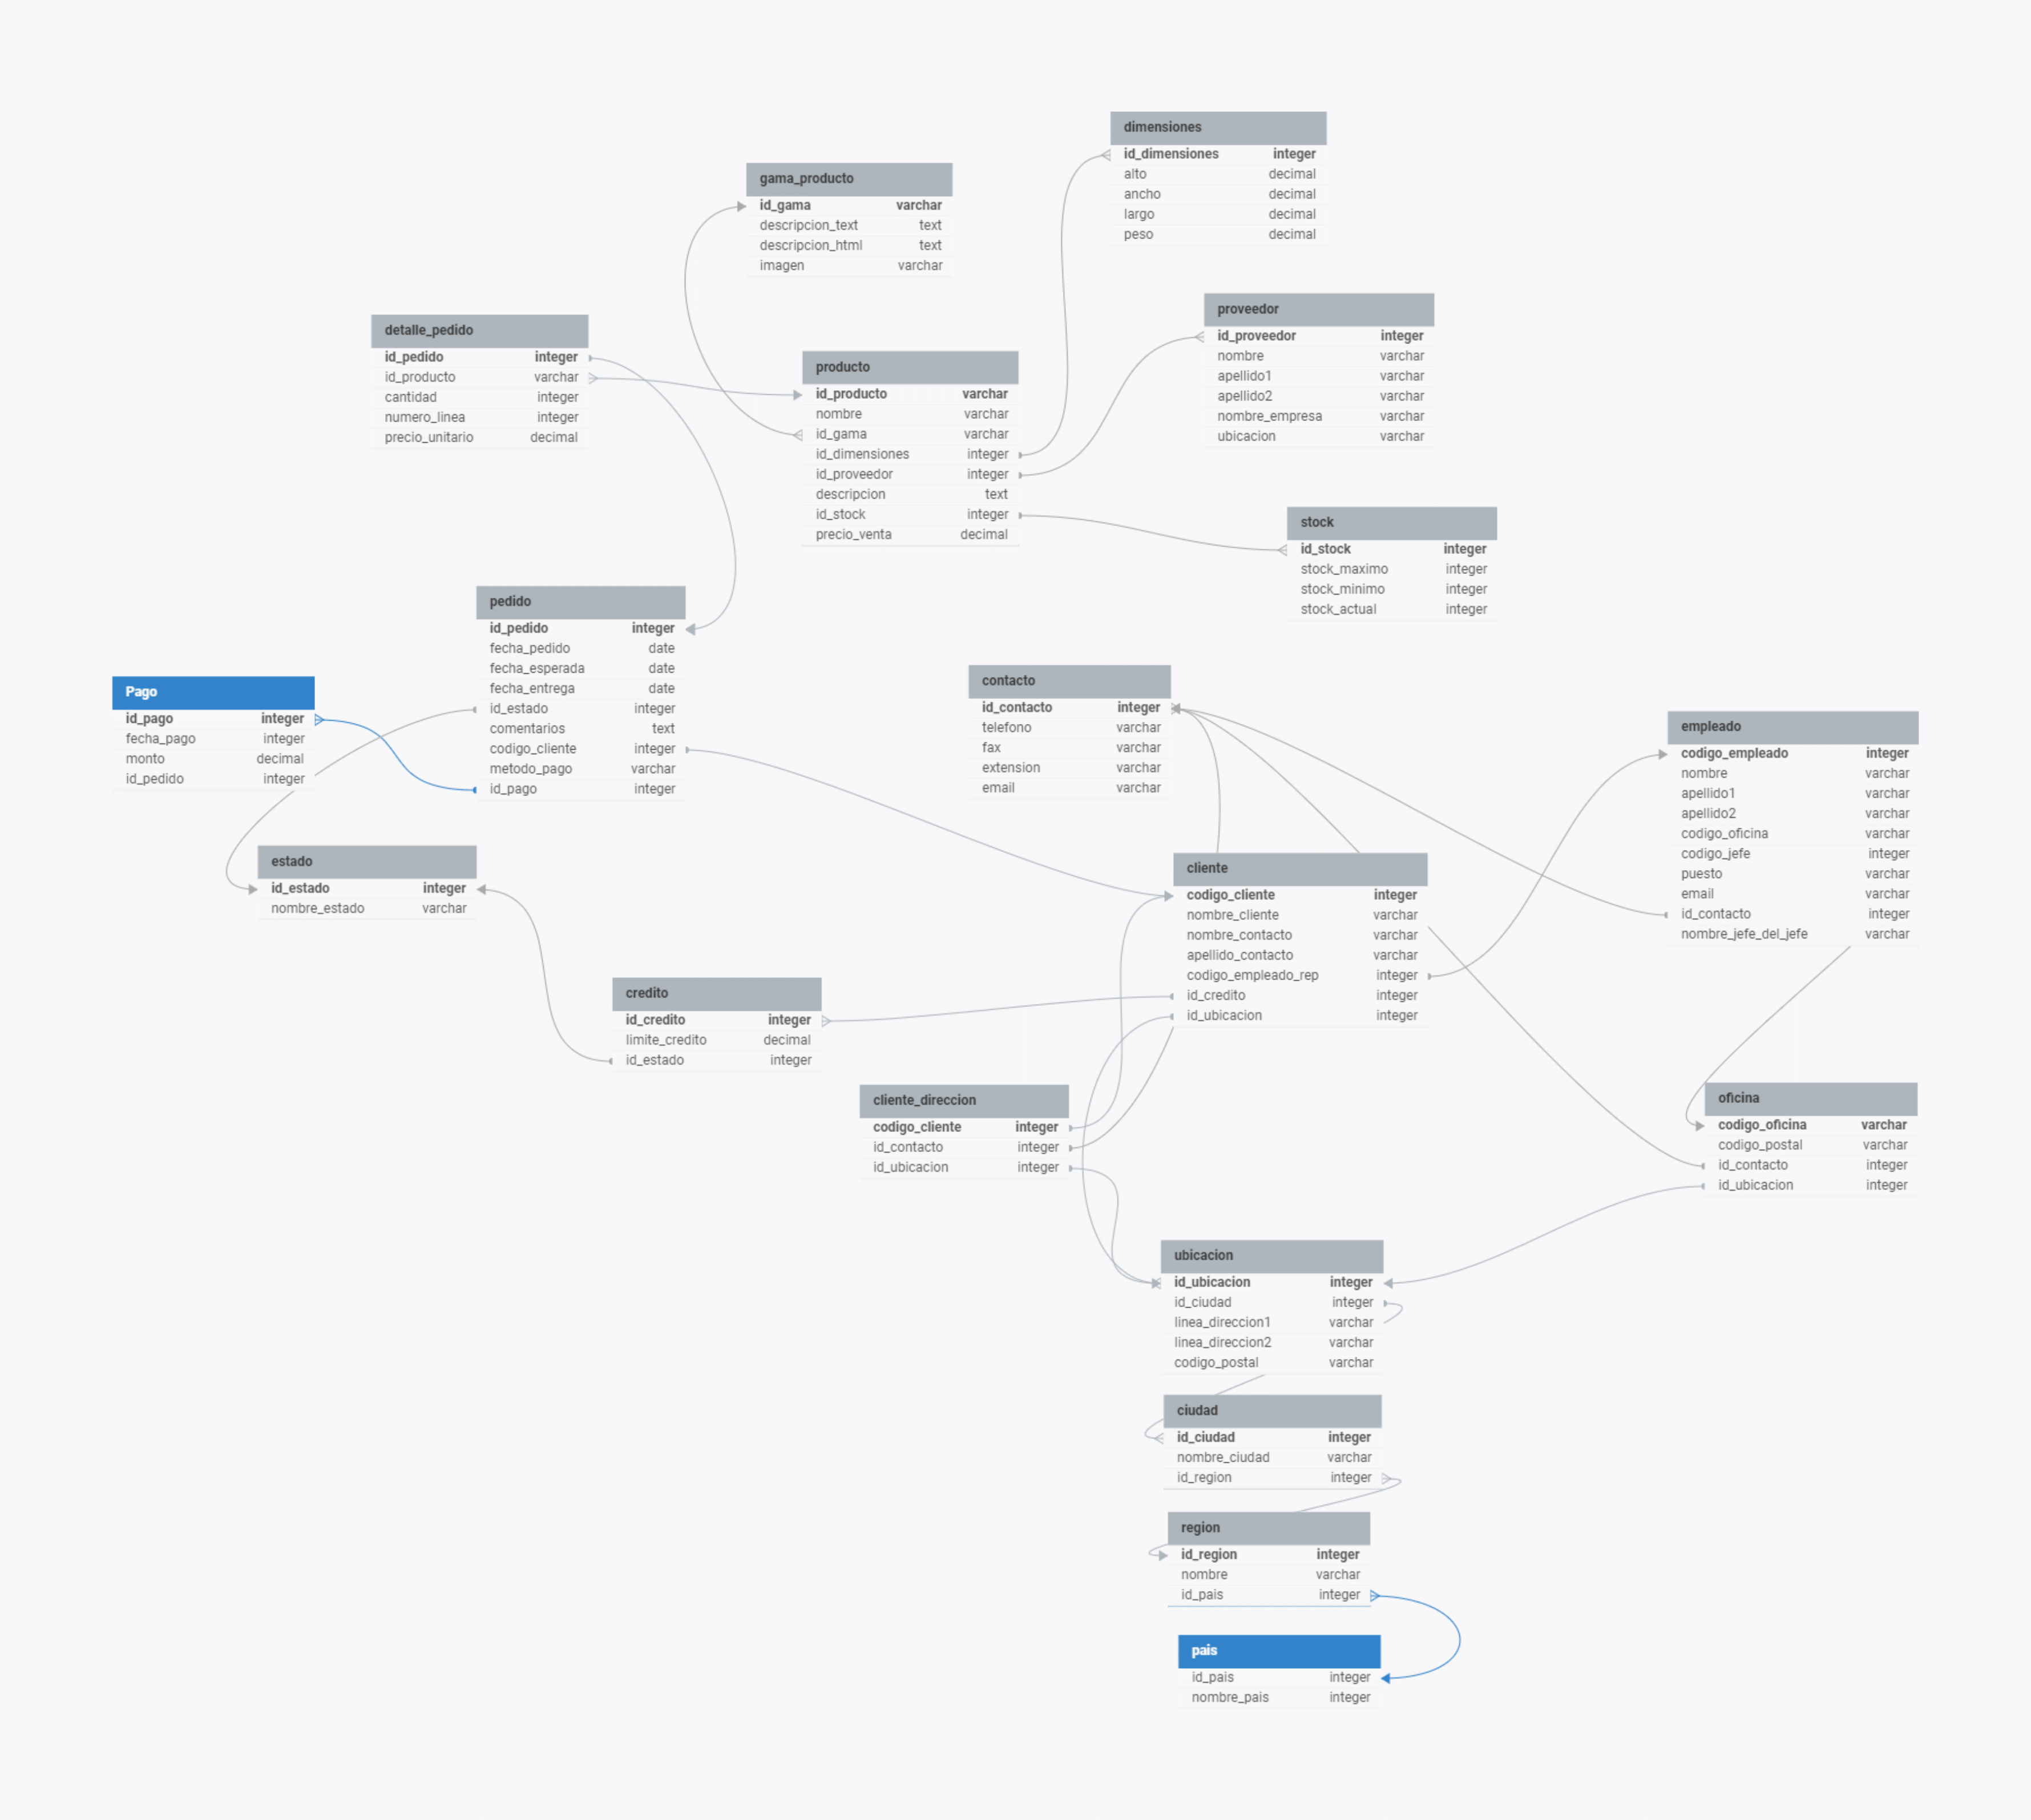 dimensiones
id_dimensiones integer
alto decimal
ancho decimal
largo decimal
peso decimal
gama_producto
id_gama varchar
descripcion_text text
descripcion_html text
imagen varchar
proveedor
id_proveedor integer
nombre varchar
apellido1 varchar
apellido2 varchar
nombre_empresa varchar
ubicacion varchar
detalle_pedido
id_pedido integer
id_producto varchar
cantidad integer
numero_linea integer
precio_unitario decimal
producto
id_producto varchar
nombre varchar
id_gama varchar
id_dimensiones integer
id_proveedor integer
descripcion text
id_stock integer
precio_venta decimal
stock
id_stock integer
stock_maximo integer
stock_minimo integer
stock_actual integer
pedido
id_pedido integer
fecha_pedido date
fecha_esperada date
fecha_entrega date
id_estado integer
comentarios text
codigo_cliente integer
metodo_pago varchar
id_pago integer
Pago
id_pago integer
fecha_pago integer
monto decimal
id_pedido integer
contacto
id_contacto integer
telefono varchar
fax varchar
extension varchar
email varchar
empleado
codigo_empleado integer
nombre varchar
apellido1 varchar
apellido2 varchar
codigo_oficina varchar
codigo_jefe integer
puesto varchar
email varchar
id_contacto integer
nombre_jefe_del_jefe varchar
estado
id_estado integer
nombre_estado varchar
cliente
codigo_cliente integer
nombre_cliente varchar
nombre_contacto varchar
apellido_contacto varchar
codigo_empleado_rep integer
id_credito integer
id_ubicacion integer
credito
id_credito integer
limite_credito decimal
id_estado integer
cliente_direccion
codigo_cliente integer
id_contacto integer
id_ubicacion integer
oficina
codigo_oficina varchar
codigo_postal varchar
id_contacto integer
id_ubicacion integer
ubicacion
id_ubicacion integer
id_ciudad integer
linea_direccion1 varchar
linea_direccion2 varchar
codigo_postal varchar
ciudad
id_ciudad integer
nombre_ciudad varchar
id_region integer
region
id_region integer
nombre varchar
id_pais integer
pais
id_pais integer
nombre_pais integer